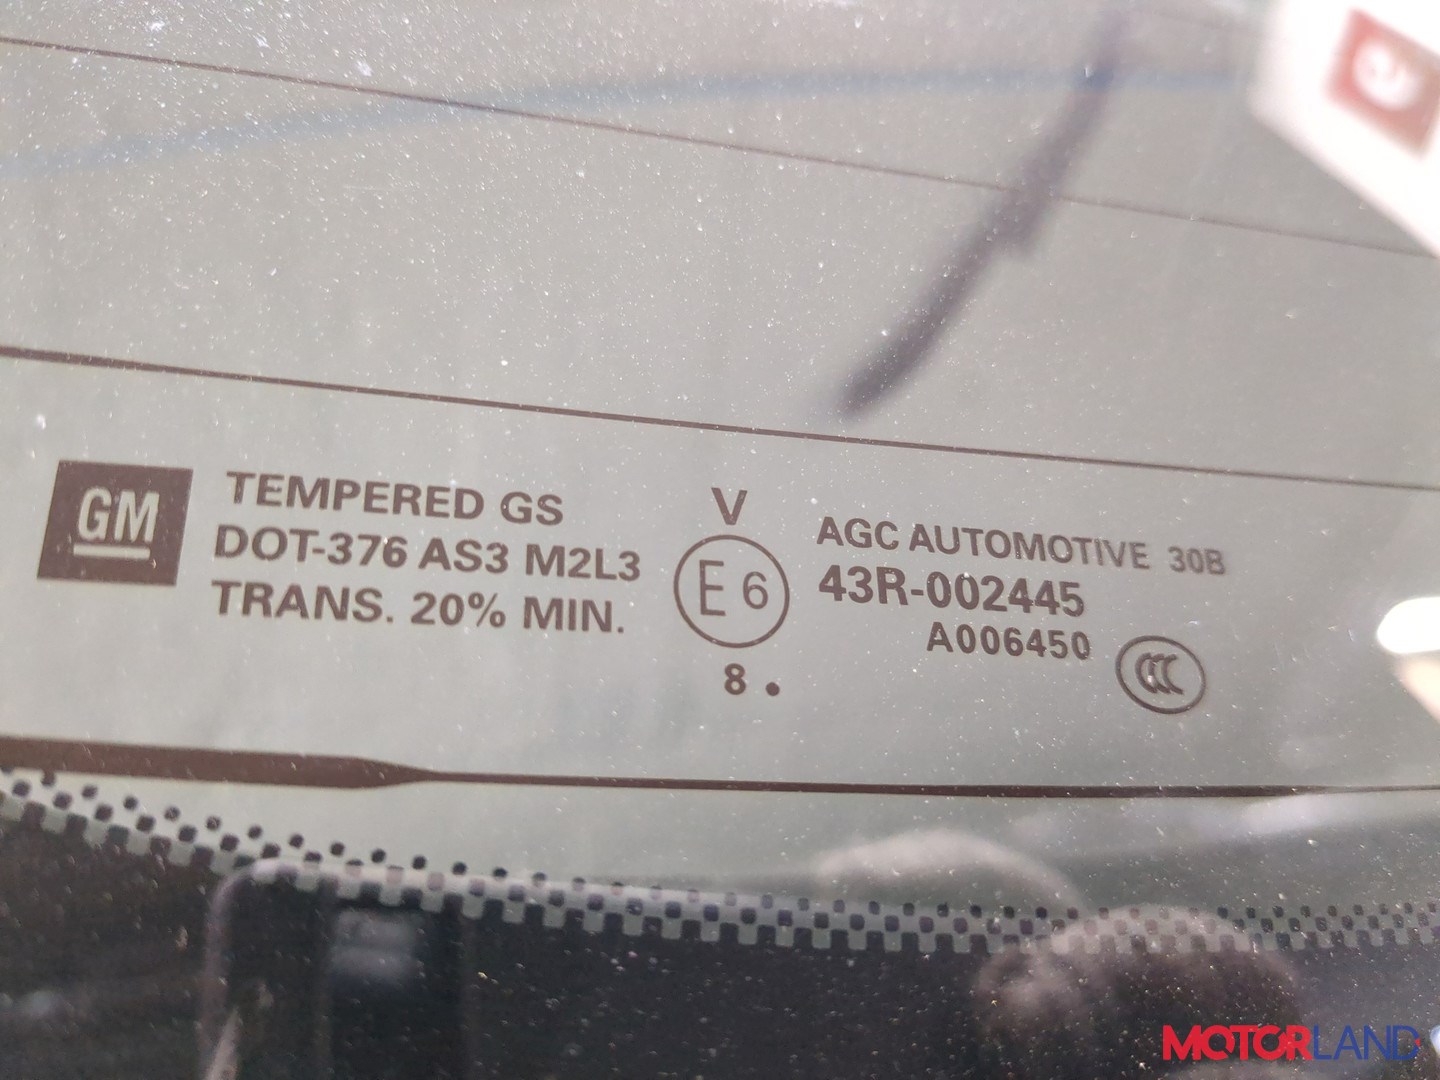 GM
TEMPERED GS
DOT-376 AS3 M2L3
TRANS. 20% MIN.
V
E 6
8 .
AGC AUTOMOTIVE 30B
43R-002445
A006450
CCC
MOTORLAND